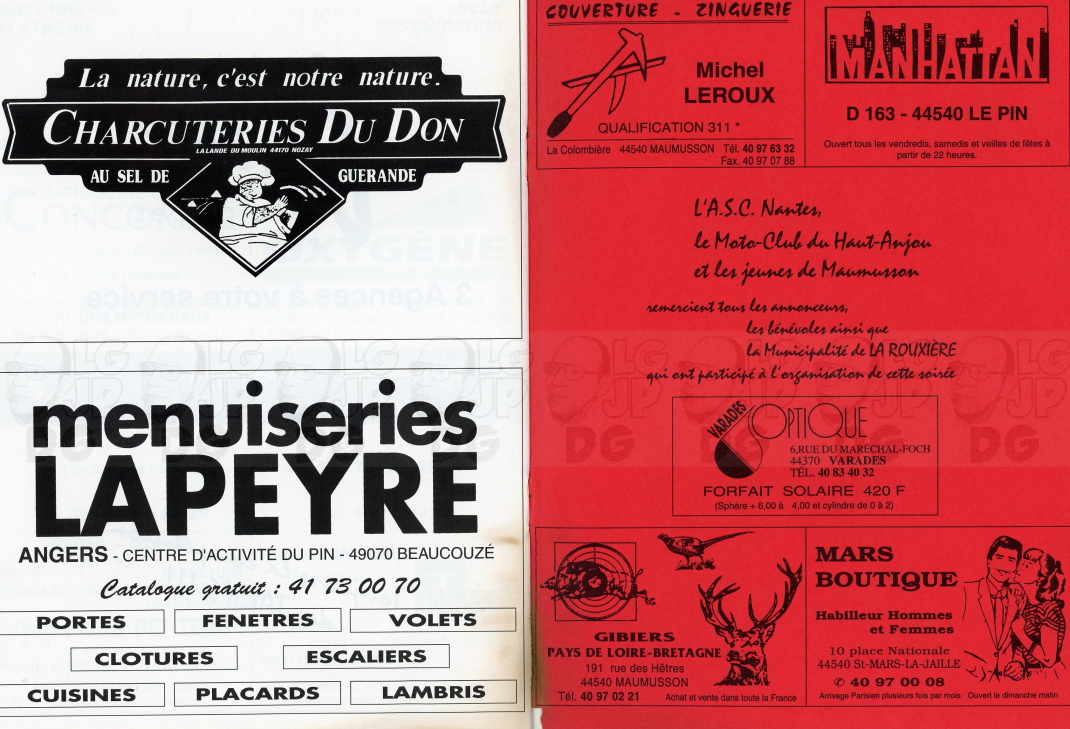 La nature, c'est notre nature.
CHARCUTERIES DU DON
LA LANDE DU MOULIN 44170 NOZAY
AU SEL DE GUERANDE
menuiseries
LAPEYRE
ANGERS - CENTRE D'ACTIVITÉ DU PIN - 49070 BEAUCOUZÉ
Catalogue gratuit : 41 73 00 70
PORTES FENETRES VOLETS
CLOTURES ESCALIERS
CUISINES PLACARDS LAMBRIS
COUVERTURE - ZINGUERIE
Michel
LEROUX
QUALIFICATION 311 *
La Colombière 44540 MAUMUSSON Tél. 40 97 63 32
Fax. 40 97 07 88
MANHATTAN
D 163 - 44540 LE PIN
Ouvert tous les vendredis, samedis et veilles de fêtes à
partir de 22 heures.
L'A.S.C. Nantes,
le Moto-Club du Haut-Anjou
et les jeunes de Maumusson
remercient tous les annonceurs,
les bénévoles ainsi que
la Municipalité de LA ROUXIÈRE
qui ont participé à l'organisation de cette soirée
VARADES
OPTIQUE
6,RUE DU MARÉCHAL-FOCH
44370 VARADES
TÉL. 40 83 40 32
FORFAIT SOLAIRE 420 F
(Sphère + 6,00 à 4,00 et cylindre de 0 à 2)
GIBIERS
PAYS DE LOIRE-BRETAGNE
191 rue des Hêtres
44540 MAUMUSSON
Tél. 40 97 02 21
Achat et vente dans toute la France
MARS
BOUTIQUE
Habilleur Hommes
et Femmes
10 place Nationale
44540 St-MARS-LA-JAILLE
✆ 40 97 00 08
Arrivage Parisien plusieurs fois par mois Ouvert le dimanche matin
LG JP DG